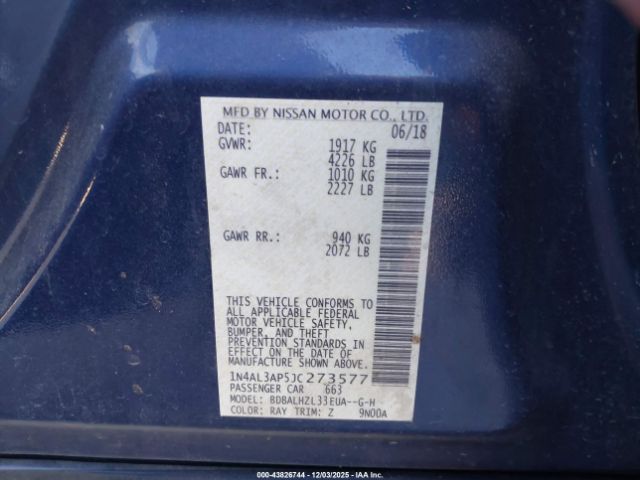 MFD BY NISSAN MOTOR CO., LTD.
DATE: 06/18
GVWR: 1917 KG
4226 LB
GAWR FR.: 1010 KG
2227 LB
GAWR RR.: 940 KG
2072 LB
THIS VEHICLE CONFORMS TO
ALL APPLICABLE FEDERAL
MOTOR VEHICLE SAFETY,
BUMPER, AND THEFT
PREVENTION STANDARDS IN
EFFECT ON THE DATE OF
MANUFACTURE SHOWN ABOVE.
1N4AL3AP5JC273577
PASSENGER CAR 663
MODEL: BDBALHZL33EUA--G-H
COLOR: RAY TRIM: Z 9N00A
000-43826744 - 12/03/2025 - COPYRIGHT IAA